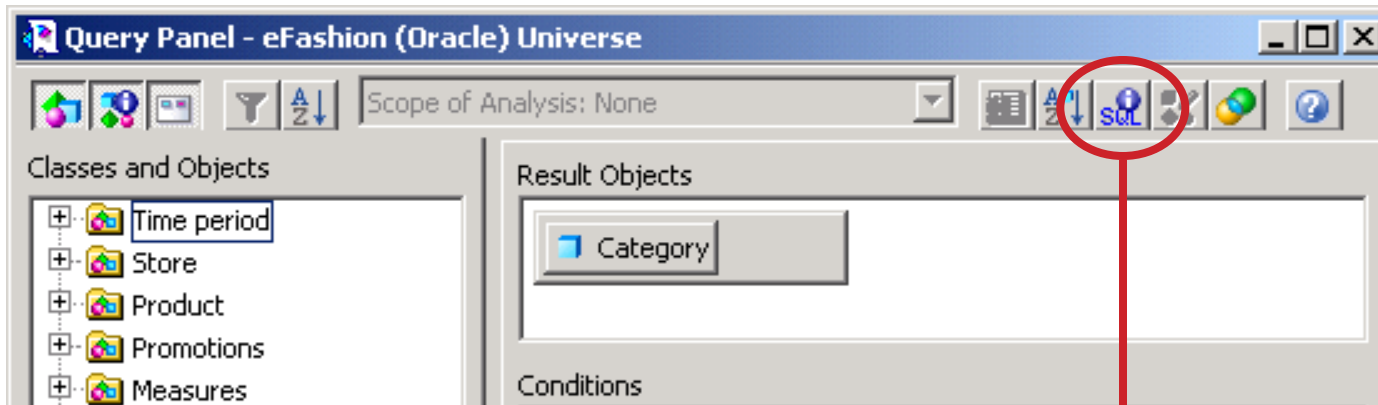 Query Panel - eFashion (Oracle) Universe
A
Z
Scope of Analysis: None
A
Z
SQL
?
Classes and Objects
Result Objects
Time period
Category
Store
Product
Promotions
Measures
Conditions